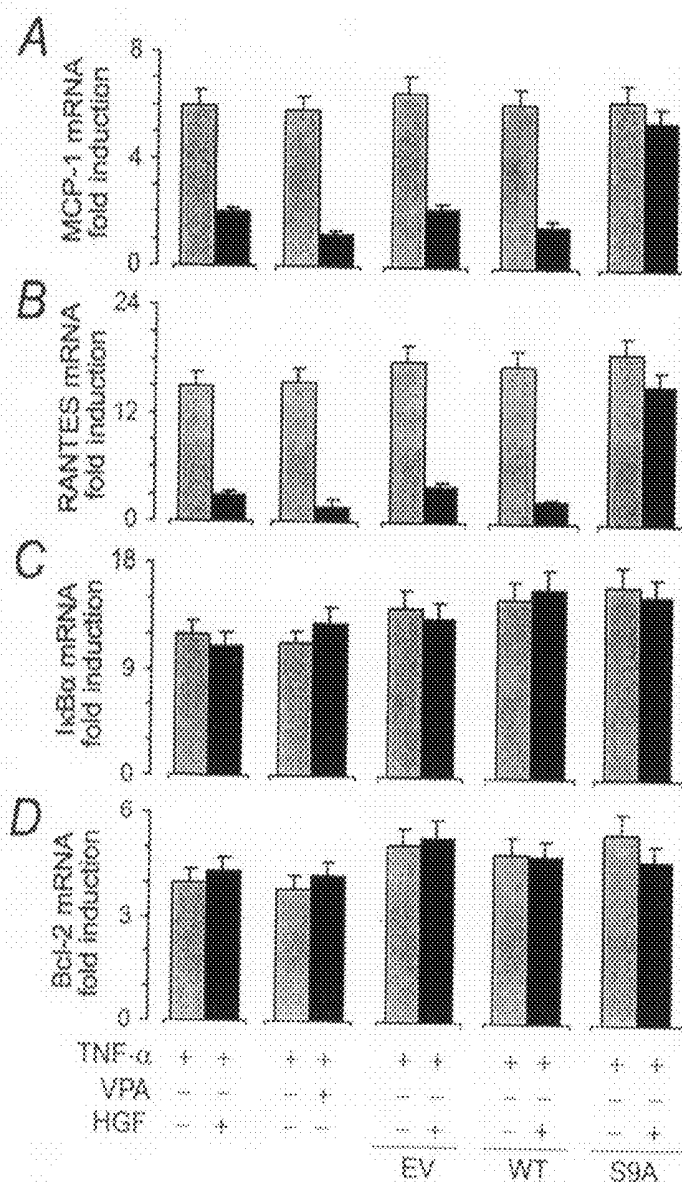 A
8
MCP-1 mRNA
fold induction
4
0
B
24
RANTES mRNA
fold induction
12
0
C
18
IκBα mRNA
fold induction
9
0
D
6
Bcl-2 mRNA
fold induction
3
0
TNF-α + + + + + + + + + +
VPA – – – + – – – – – –
HGF – + – – – + – + – +
EV WT S9A